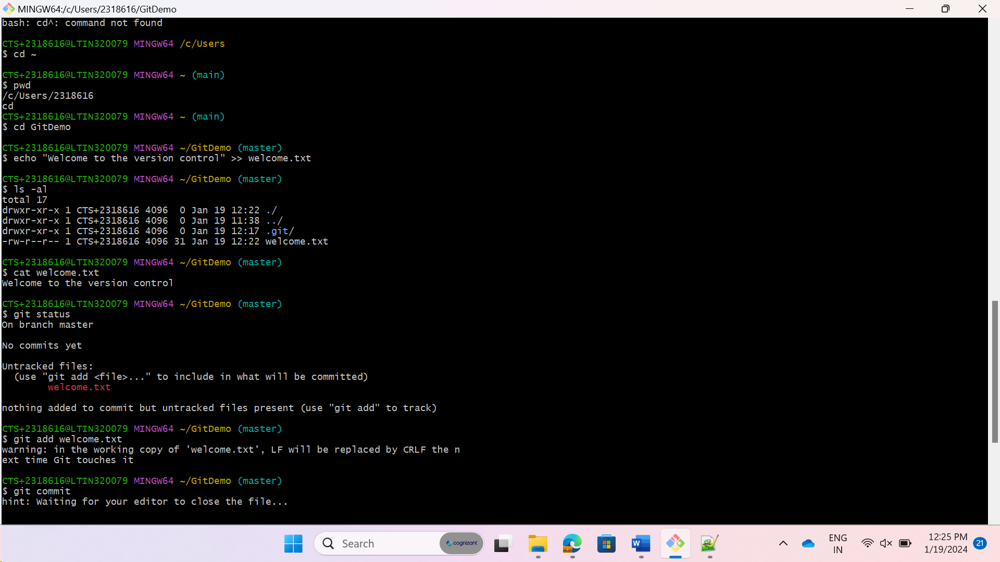 MINGW64:/c/Users/2318616/GitDemo
bash: cd^: command not found
CTS+2318616@LTIN320079 MINGW64 /c/Users
$ cd ~
CTS+2318616@LTIN320079 MINGW64 ~ (main)
$ pwd
/c/Users/2318616
cd
CTS+2318616@LTIN320079 MINGW64 ~ (main)
$ cd GitDemo
CTS+2318616@LTIN320079 MINGW64 ~/GitDemo (master)
$ echo "Welcome to the version control" >> welcome.txt
CTS+2318616@LTIN320079 MINGW64 ~/GitDemo (master)
$ ls -al
total 17
drwxr-xr-x 1 CTS+2318616 4096  0 Jan 19 12:22 ./
drwxr-xr-x 1 CTS+2318616 4096  0 Jan 19 11:38 ../
drwxr-xr-x 1 CTS+2318616 4096  0 Jan 19 12:17 .git/
-rw-r--r-- 1 CTS+2318616 4096 31 Jan 19 12:22 welcome.txt
CTS+2318616@LTIN320079 MINGW64 ~/GitDemo (master)
$ cat welcome.txt
Welcome to the version control
CTS+2318616@LTIN320079 MINGW64 ~/GitDemo (master)
$ git status
On branch master
No commits yet
Untracked files:
  (use "git add <file>..." to include in what will be committed)
        welcome.txt
nothing added to commit but untracked files present (use "git add" to track)
CTS+2318616@LTIN320079 MINGW64 ~/GitDemo (master)
$ git add welcome.txt
warning: in the working copy of 'welcome.txt', LF will be replaced by CRLF the n
ext time Git touches it
CTS+2318616@LTIN320079 MINGW64 ~/GitDemo (master)
$ git commit
hint: Waiting for your editor to close the file...
Search
cognizant
W
ENG
IN
12:25 PM
1/19/2024
21